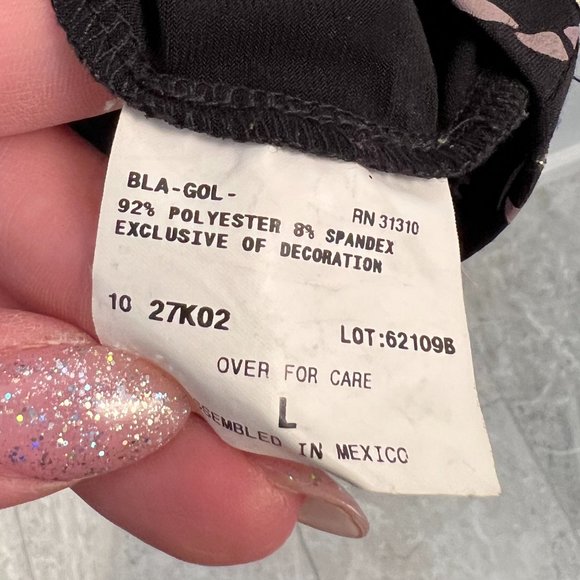 BLA-GOL- RN 31310
92% POLYESTER 8% SPANDEX
EXCLUSIVE OF DECORATION
10 27K02 LOT:62109B
OVER FOR CARE
L
SEMBLED IN MEXICO